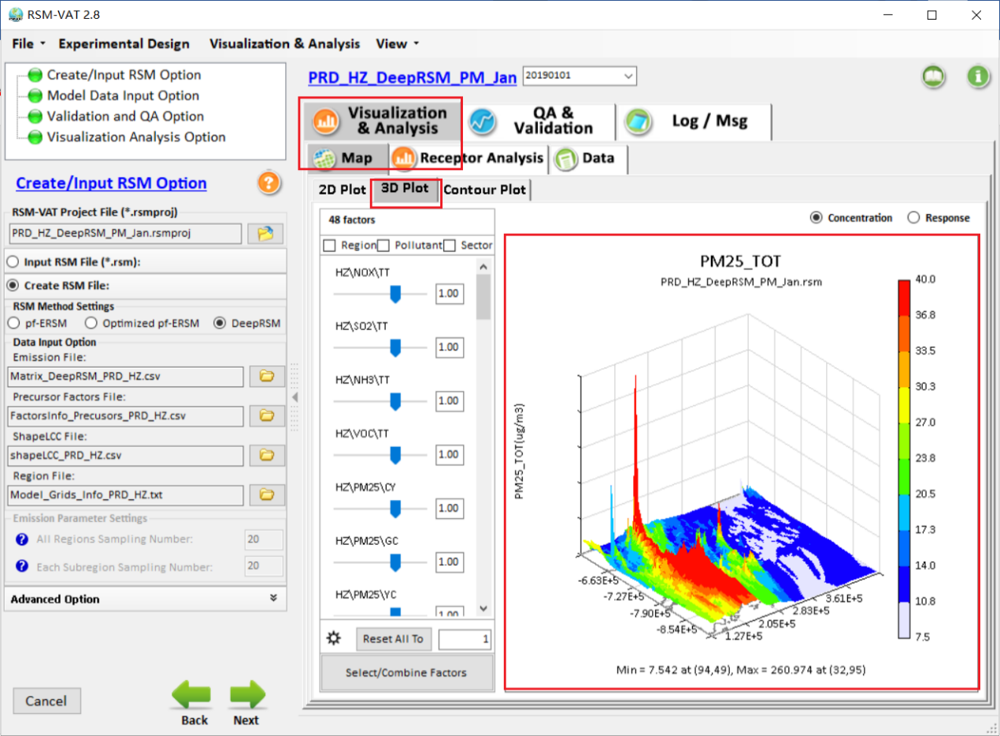 RSM-VAT 2.8
File Experimental Design Visualization & Analysis View
Create/Input RSM Option
Model Data Input Option
Validation and QA Option
Visualization Analysis Option
Create/Input RSM Option
RSM-VAT Project File (*.rsmproj)
PRD_HZ_DeepRSM_PM_Jan.rsmproj
Input RSM File (*.rsm):
Create RSM File:
RSM Method Settings
pf-ERSM Optimized pf-ERSM DeepRSM
Data Input Option
Emission File:
Matrix_DeepRSM_PRD_HZ.csv
Precursor Factors File:
FactorsInfo_Precusors_PRD_HZ.csv
ShapeLCC File:
shapeLCC_PRD_HZ.csv
Region File:
Model_Grids_Info_PRD_HZ.txt
Emission Parameter Settings
All Regions Sampling Number: 20
Each Subregion Sampling Number: 20
Advanced Option
Cancel
Back
Next
PRD_HZ_DeepRSM_PM_Jan 20190101
Visualization
& Analysis
QA &
Validation
Log / Msg
Map Receptor Analysis Data
2D Plot 3D Plot Contour Plot
48 factors
Region Pollutant Sector
HZ\NOX\TT
1.00
HZ\SO2\TT
1.00
HZ\NH3\TT
1.00
HZ\VOC\TT
1.00
HZ\PM25\CY
1.00
HZ\PM25\GC
1.00
HZ\PM25\YC
1.00
Reset All To 1
Select/Combine Factors
Concentration Response
PM25_TOT
PRD_HZ_DeepRSM_PM_Jan.rsm
PM25_TOT(ug/m3)
40.0
36.8
33.5
30.3
27.0
23.8
20.5
17.3
14.0
10.8
7.5
-6.63E+5
-7.27E+5
-7.90E+5
-8.54E+5
1.27E+5
2.05E+5
2.83E+5
3.61E+5
Min = 7.542 at (94,49), Max = 260.974 at (32,95)